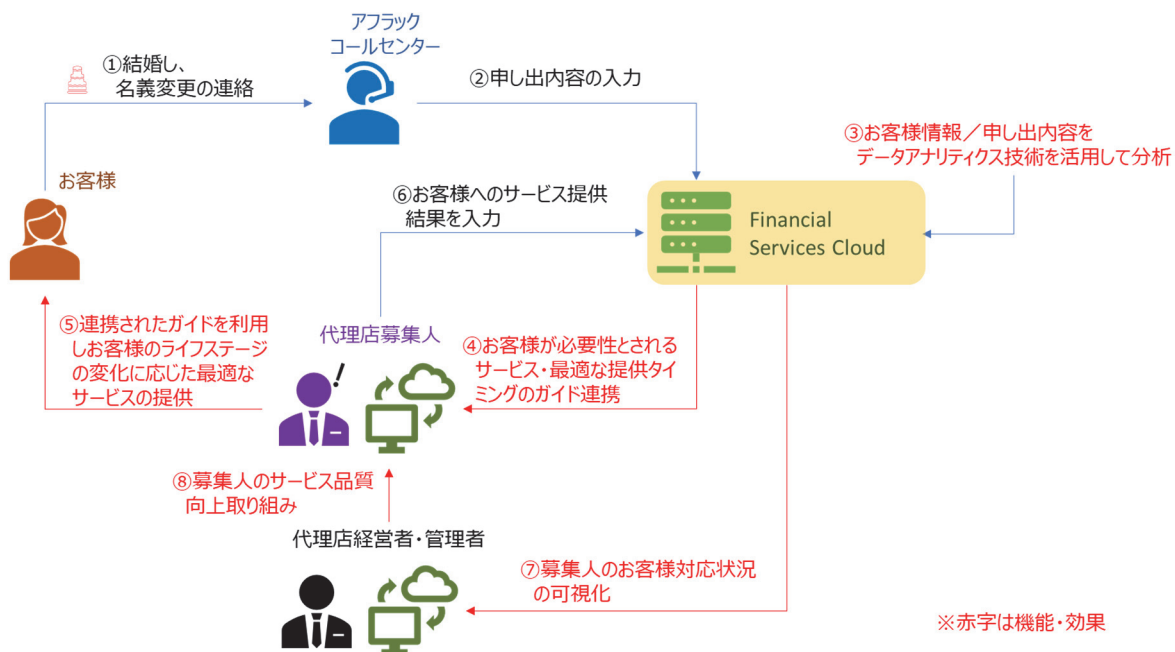 アフラック
コールセンター
①結婚し、
名義変更の連絡
②申し出内容の入力
③お客様情報／申し出内容を
データアナリティクス技術を活用して分析
お客様
⑥お客様へのサービス提供
結果を入力
Financial
Services Cloud
⑤連携されたガイドを利用
しお客様のライフステージ
の変化に応じた最適な
サービスの提供
代理店募集人
④お客様が必要性とされる
サービス・最適な提供タイ
ミングのガイド連携
⑧募集人のサービス品質
向上取り組み
代理店経営者・管理者
⑦募集人のお客様対応状況
の可視化
※赤字は機能・効果